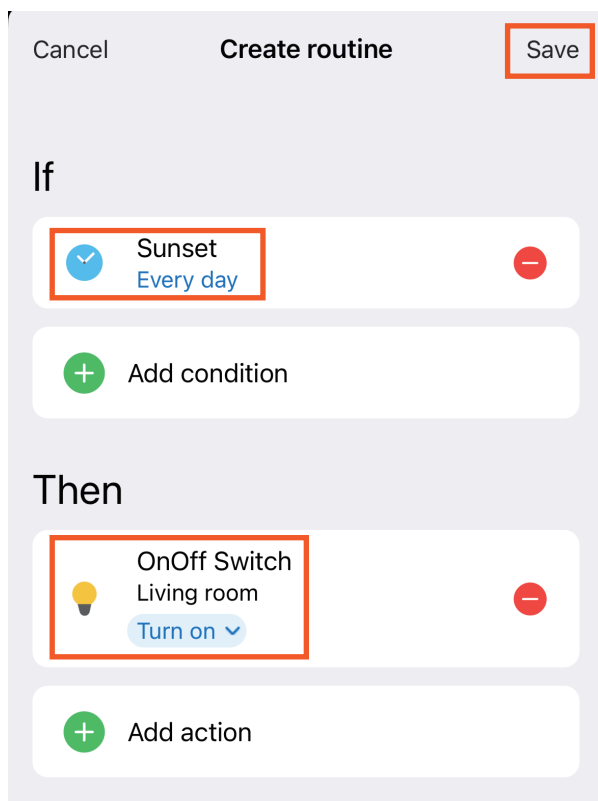 Cancel
Create routine
Save
If
Sunset
Every day
Add condition
Then
OnOff Switch
Living room
Turn on
Add action